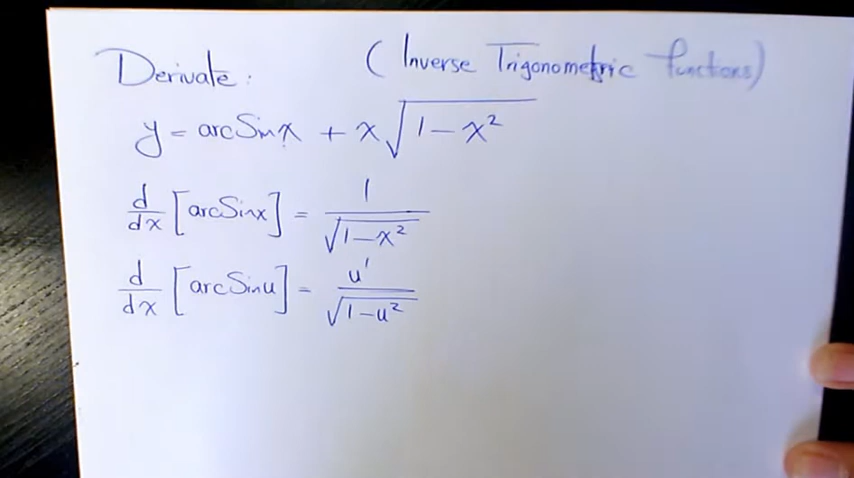 Derivate: (Inverse Trigonometric Functions)
y = arcSinx + x√(1 - x²)
d/dx [arcSinx] = 1/√(1-x²)
d/dx [arcSinu] = u'/√(1-u²)